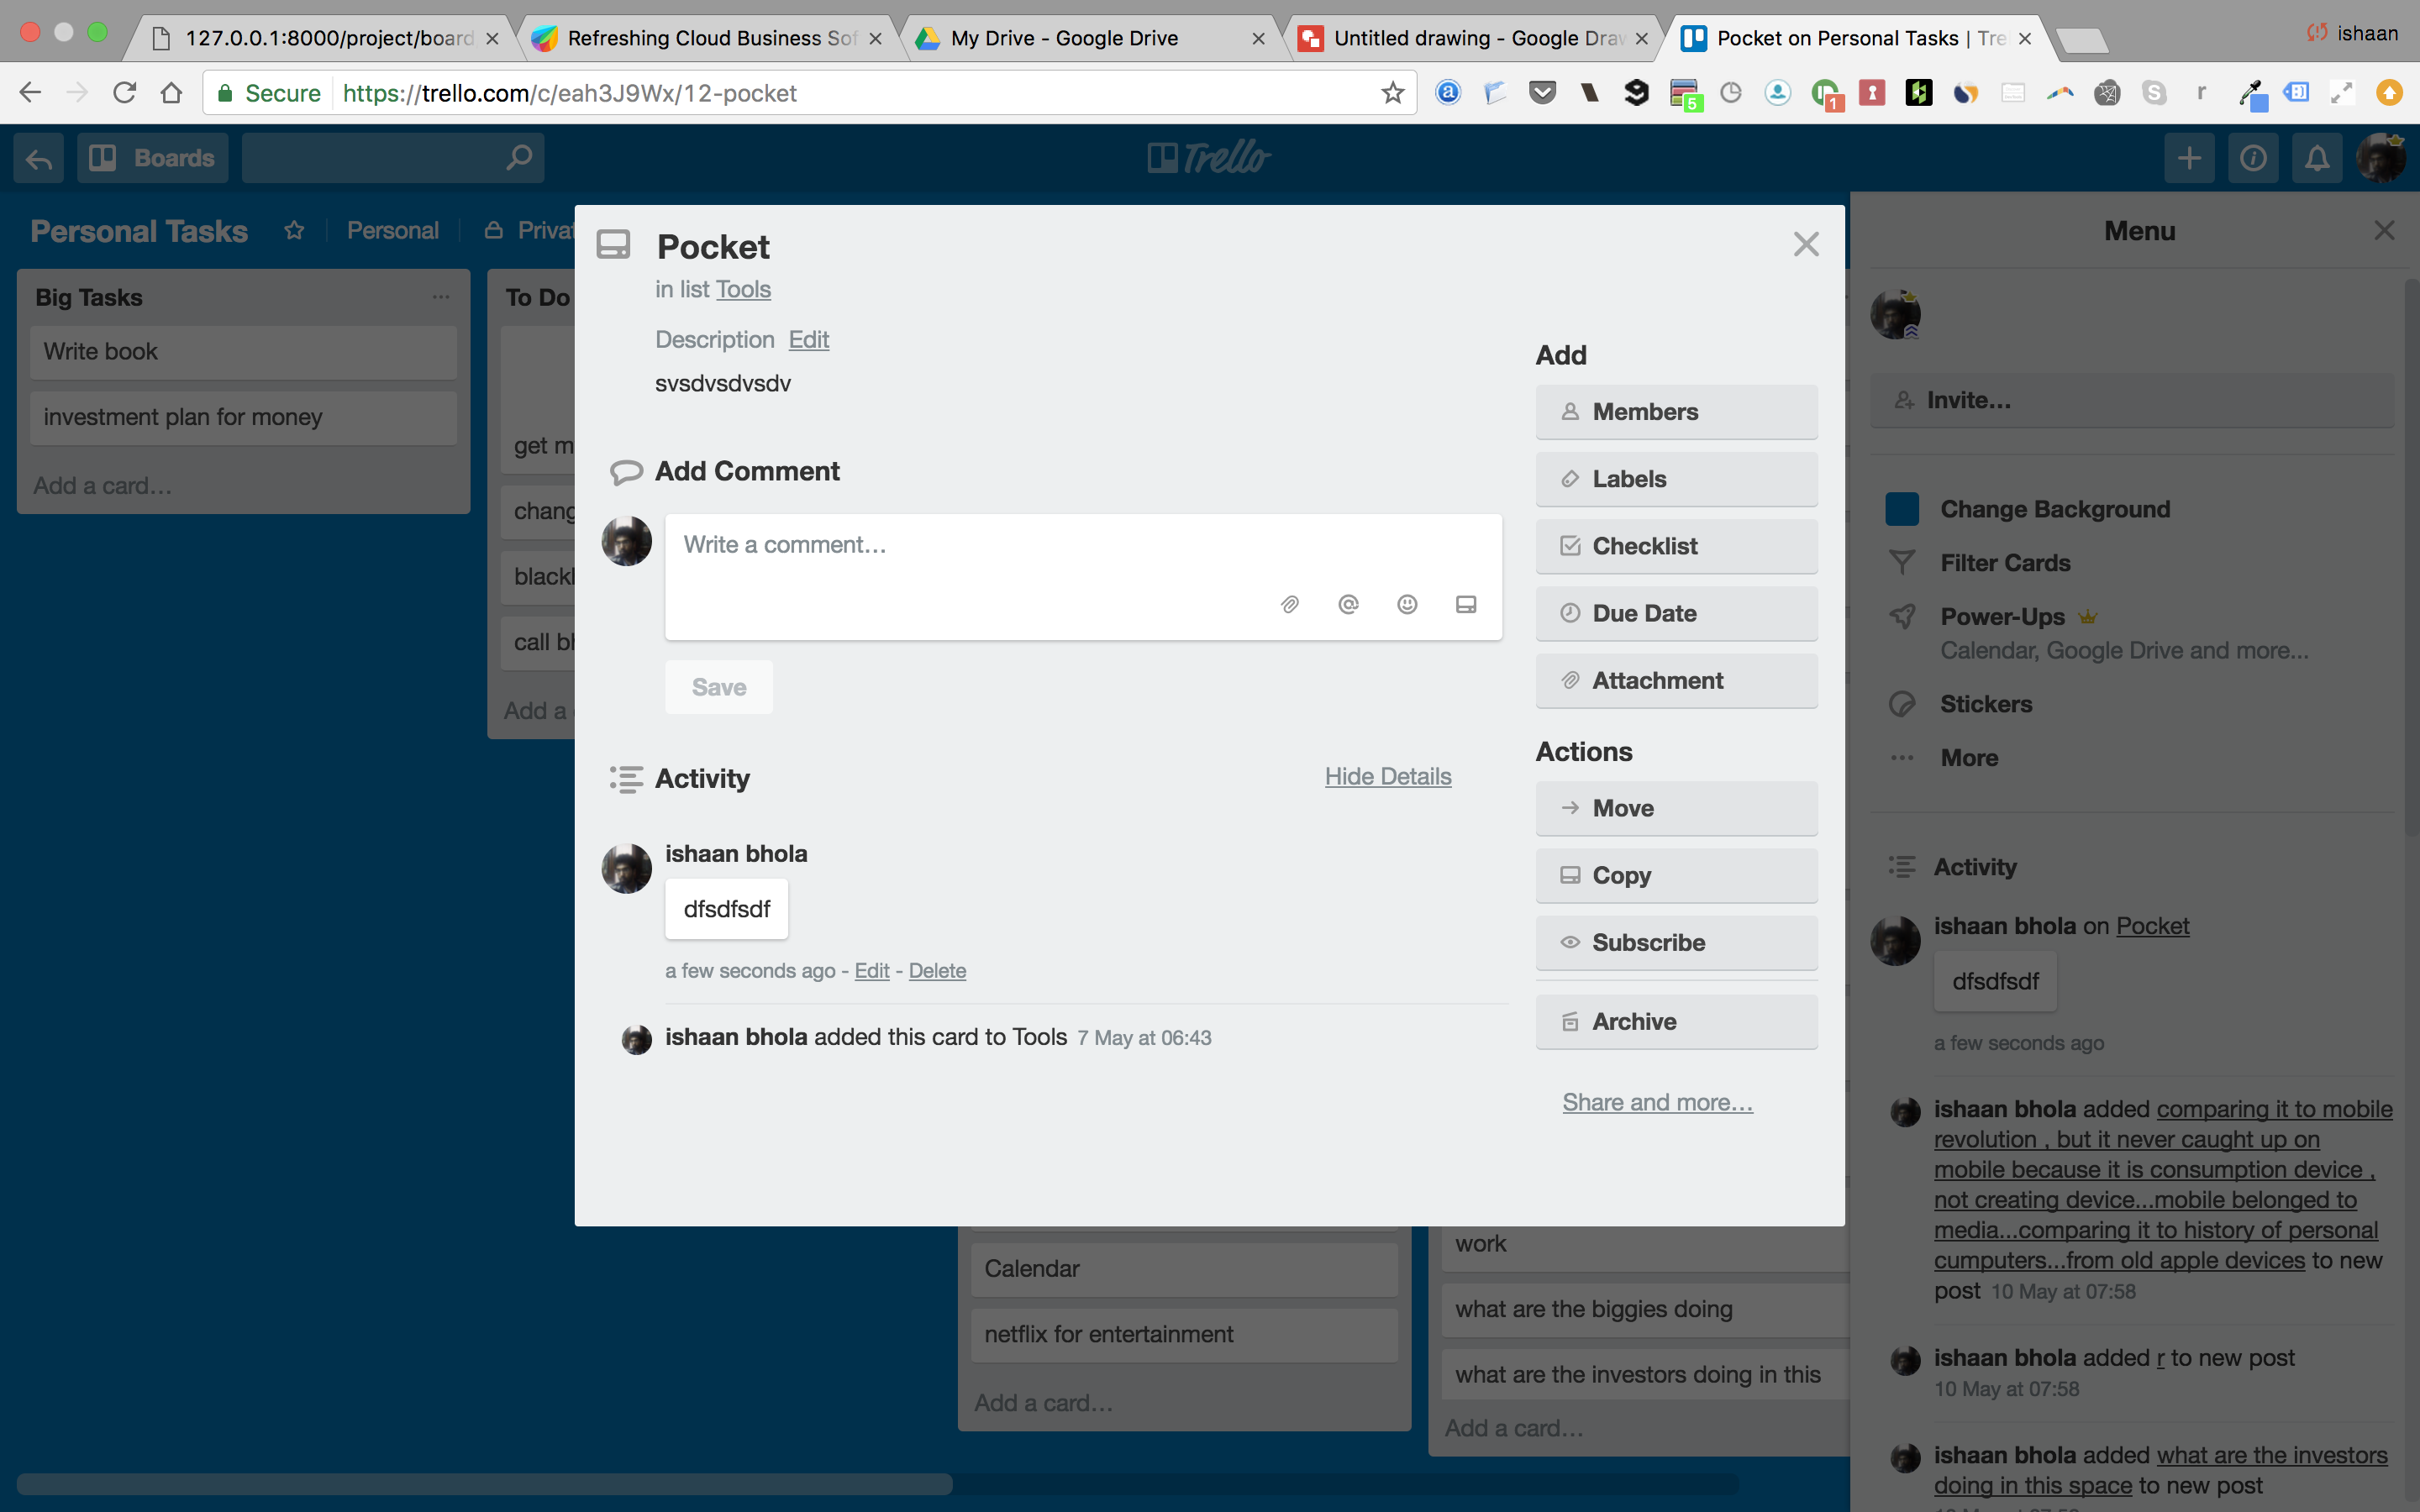 127.0.0.1:8000/project/board
Refreshing Cloud Business Sof
My Drive - Google Drive
Untitled drawing - Google Draw
Pocket on Personal Tasks | Tre
ishaan
Secure
https://trello.com/c/eah3J9Wx/12-pocket
5
1
Boards
Trello
Personal Tasks
Personal
Privat
Big Tasks
Write book
investment plan for money
Add a card…
To Do
get m
chang
call b
Add a
Pocket
in list Tools
Description Edit
svsdvsdvsdv
Add Comment
Write a comment…
Save
Activity
Hide Details
ishaan bhola
dfsdfsdf
a few seconds ago - Edit - Delete
ishaan bhola added this card to Tools 7 May at 06:43
Add
Members
Labels
Checklist
Due Date
Attachment
Actions
Move
Copy
Subscribe
Archive
Share and more…
Calendar
netflix for entertainment
Add a card…
work
what are the biggies doing
what are the investors doing in this
Add a card…
Menu
Invite…
Change Background
Filter Cards
Power-Ups
Calendar, Google Drive and more…
Stickers
More
Activity
ishaan bhola on Pocket
dfsdfsdf
a few seconds ago
ishaan bhola added comparing it to mobile
revolution , but it never caught up on
mobile because it is consumption device ,
not creating device...mobile belonged to
media...comparing it to history of personal
cumputers...from old apple devices to new
post 10 May at 07:58
ishaan bhola added r to new post
10 May at 07:58
ishaan bhola added what are the investors
doing in this space to new post